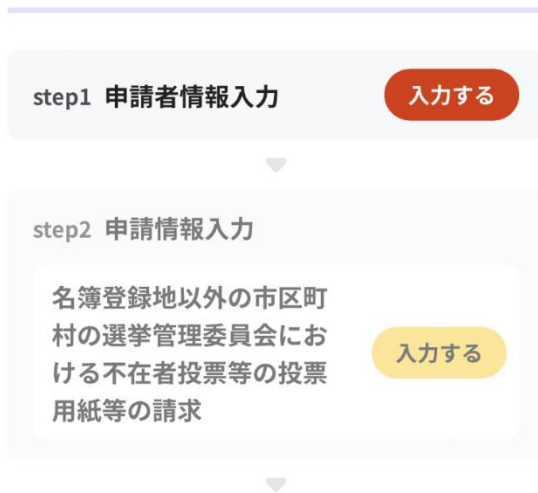 step1 申請者情報入力 入力する
step2 申請情報入力
名簿登録地以外の市区町
村の選挙管理委員会にお
ける不在者投票等の投票
用紙等の請求
入力する